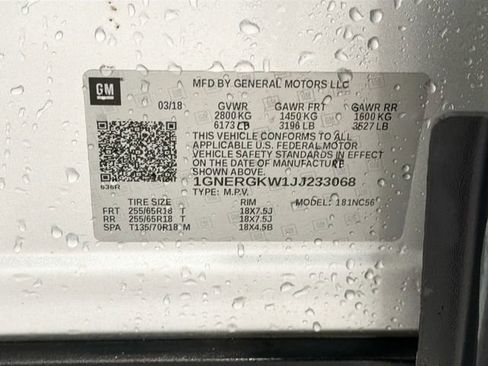 GM
MFD BY GENERAL MOTORS LLC
03/18 GVWR GAWR FRT GAWR RR
2800 KG 1450 KG 1600 KG
6173 LB 3196 LB 3527 LB
THIS VEHICLE CONFORMS TO ALL
APPLICABLE U.S. FEDERAL MOTOR
VEHICLE SAFETY STANDARDS IN EFFECT
ON THE DATE OF MANUFACTURE
SHOWN ABOVE.
1GNERGKW1JJ233068
TYPE: M.P.V.
636R
TIRE SIZE RIM MODEL: 181NC56
FRT 255/65R18 T 18X7.5J
RR 255/65R18 T 18X7.5J
SPA T135/70R18 M 18X4.5B